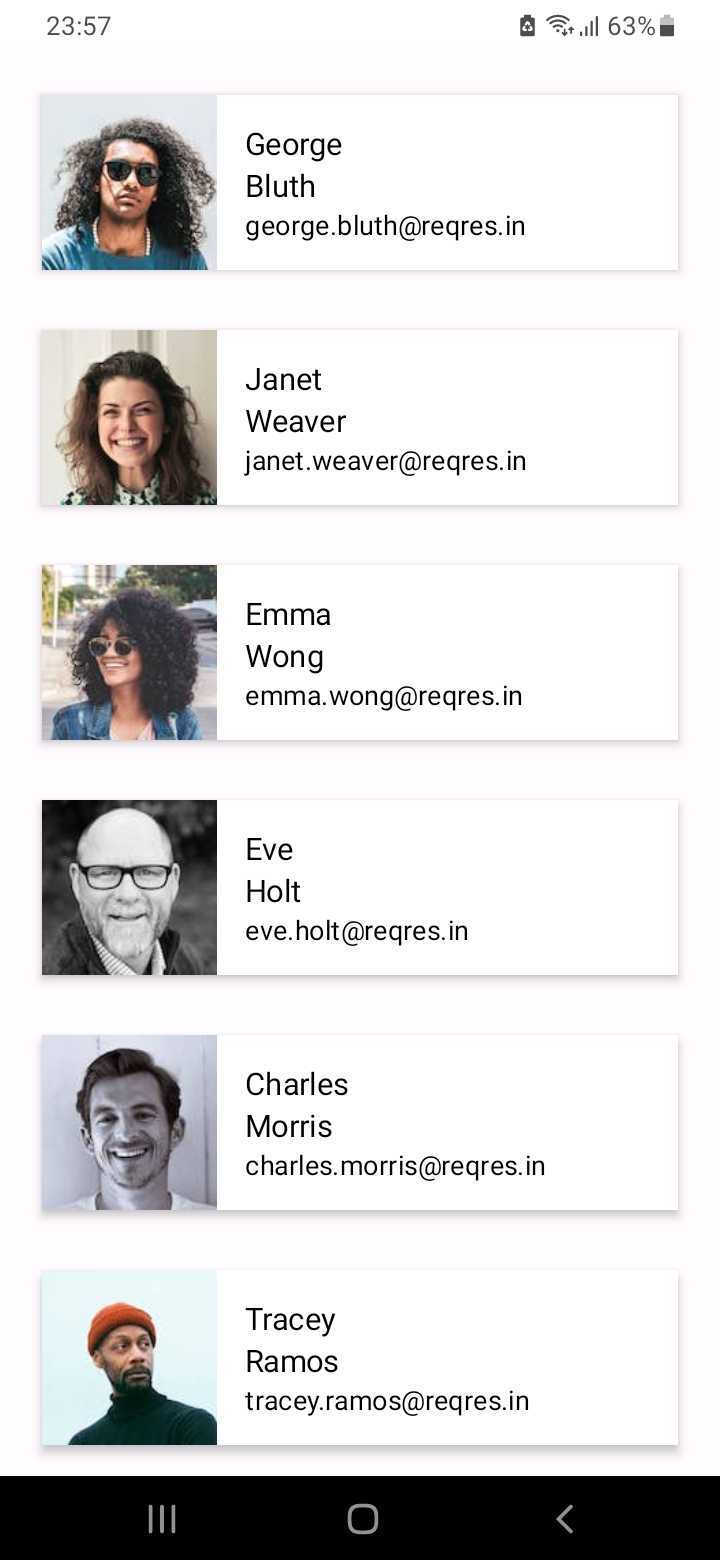 23:57 63%
George
Bluth
george.bluth@reqres.in
Janet
Weaver
janet.weaver@reqres.in
Emma
Wong
emma.wong@reqres.in
Eve
Holt
eve.holt@reqres.in
Charles
Morris
charles.morris@reqres.in
Tracey
Ramos
tracey.ramos@reqres.in